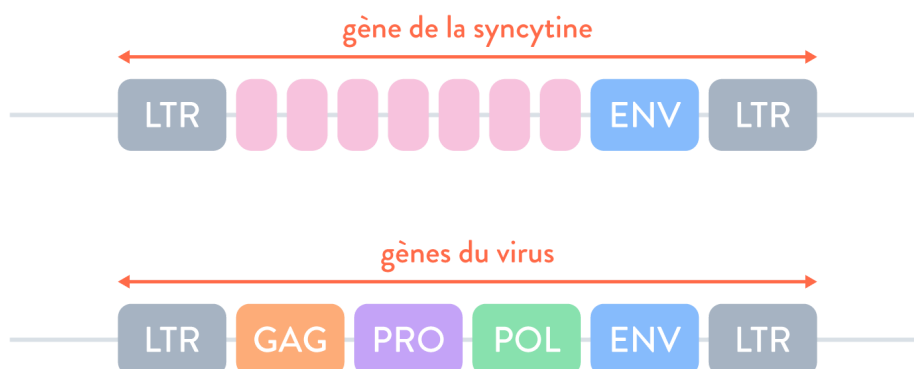 gène de la syncytine
LTR ENV LTR
gènes du virus
LTR GAG PRO POL ENV LTR